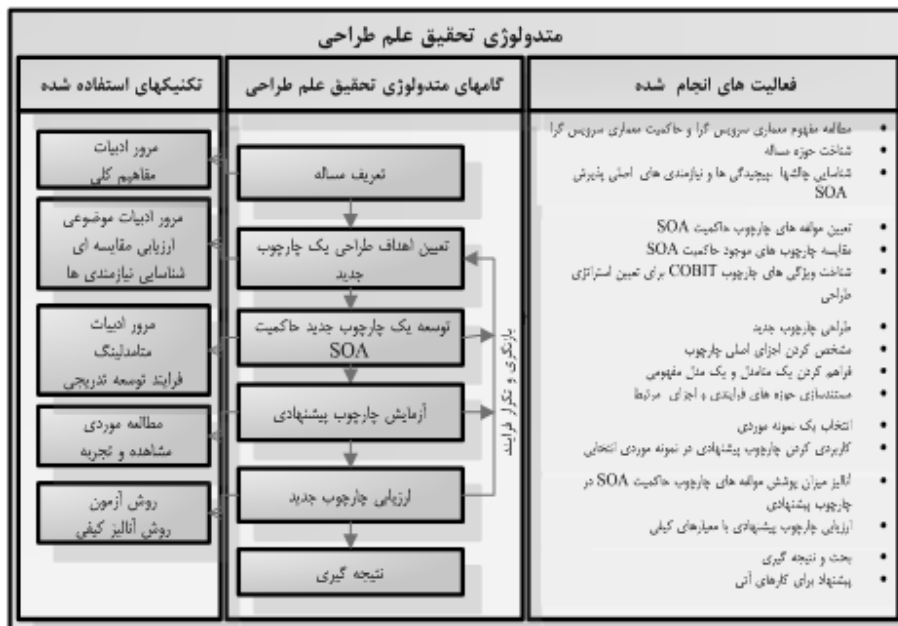 متدولوژی تحقیق علم طراحی
فعالیت های انجام شده
• مطالعه مفهوم معماری سرویس گرا و حاکمیت معماری سرویس گرا
• شناخت حوزه مساله
• شناسایی چالشها ،پیچیدگی ها و نیازمندی های اصلی پذیرش
SOA
• تعیین مولفه های چارچوب حاکمیت SOA
• مقایسه چارچوب های موجود حاکمیت SOA
• شناخت ویژگی های چارچوب COBIT برای تعیین استراتژی
طراحی
• طراحی چارچوب جدید
• مشخص کردن اجزای اصلی چارچوب
• فراهم کردن یک متامدل و یک مدل مفهومی
• مستندسازی حوزه های فرایندی و اجزای مرتبط
• انتخاب یک نمونه موردی
• کاربردی کردن چارچوب پیشنهادی در نمونه موردی انتخابی
• آنالیز میزان پوشش مولفه های چارچوب حاکمیت SOA در
چارچوب پیشنهادی
• ارزیابی چارچوب پیشنهادی با معیارهای کیفی
• بحث و نتیجه گیری
• پیشنهاد برای کارهای آتی
گامهای متدولوژی تحقیق علم طراحی
تعریف مساله
تعیین اهداف طراحی یک چارچوب
جدید
توسعه یک چارچوب جدید حاکمیت
SOA
آزمایش چارچوب پیشنهادی
ارزیابی چارچوب جدید
نتیجه گیری
بازنگری و تکرار فرایند
تکنیکهای استفاده شده
مرور ادبیات
مفاهیم کلی
مرور ادبیات موضوعی
ارزیابی مقایسه ای
شناسایی نیازمندی ها
مرور ادبیات
متامدلینگ
فرایند توسعه تدریجی
مطالعه موردی
مشاهده و تجربه
روش آزمون
روش آنالیز کیفی